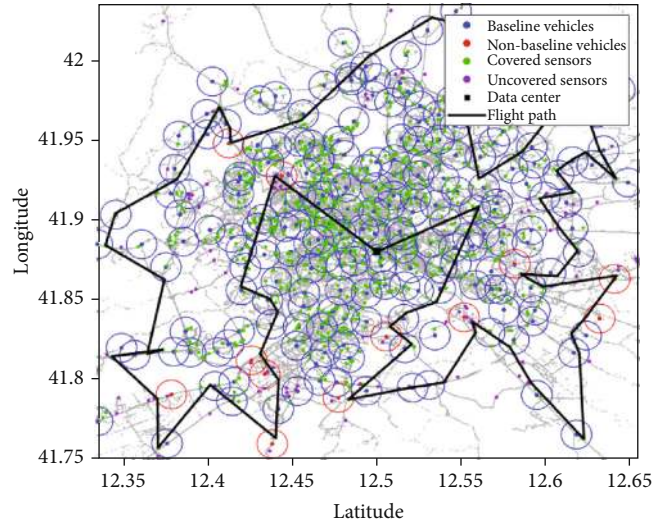 Baseline vehicles
Non-baseline vehicles
Covered sensors
Uncovered sensors
Data center
Flight path
42
41.95
41.9
41.85
41.8
41.75
Longitude
12.35 12.4 12.45 12.5 12.55 12.6 12.65
Latitude